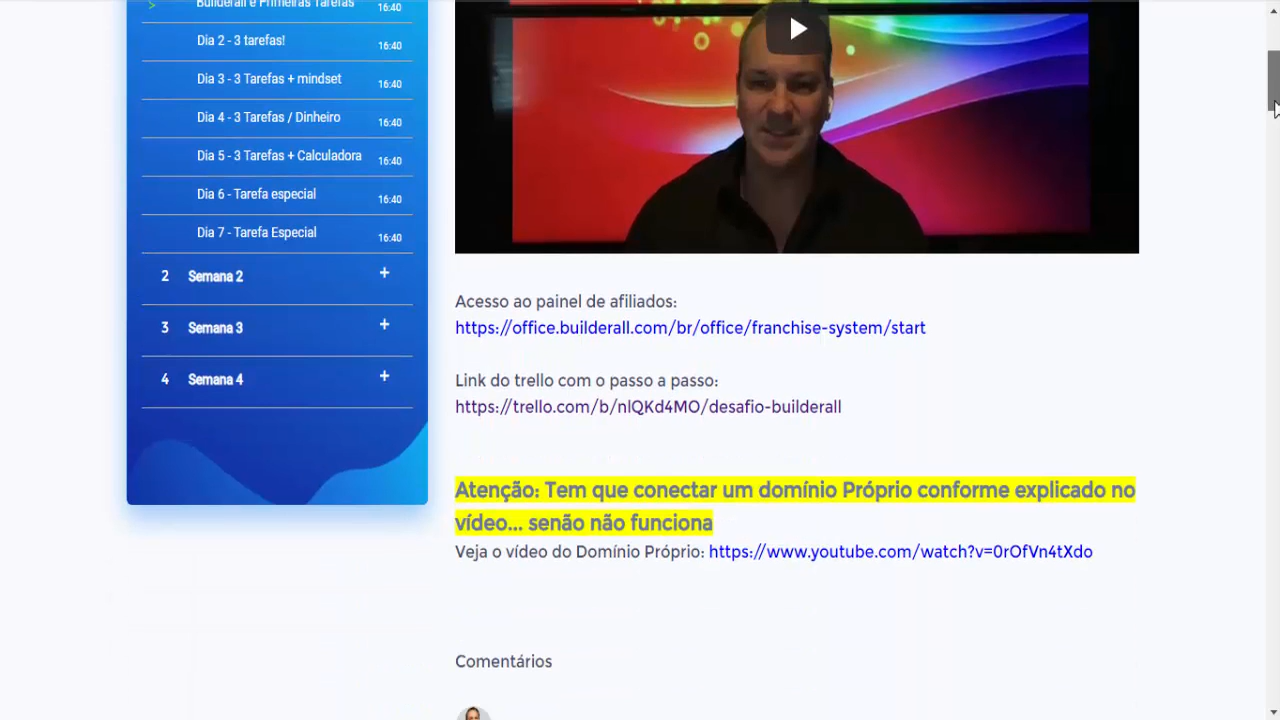 > Builderall e Primeiras Tarefas 16:40
Dia 2 - 3 tarefas! 16:40
Dia 3 - 3 Tarefas + mindset 16:40
Dia 4 - 3 Tarefas / Dinheiro 16:40
Dia 5 - 3 Tarefas + Calculadora 16:40
Dia 6 - Tarefa especial 16:40
Dia 7 - Tarefa Especial 16:40
2 Semana 2 +
3 Semana 3 +
4 Semana 4 +
Acesso ao painel de afiliados:
https://office.builderall.com/br/office/franchise-system/start
Link do trello com o passo a passo:
https://trello.com/b/nlQKd4MO/desafio-builderall
Atenção: Tem que conectar um domínio Próprio conforme explicado no
vídeo... senão não funciona
Veja o vídeo do Domínio Próprio: https://www.youtube.com/watch?v=0rOfVn4tXdo
Comentários